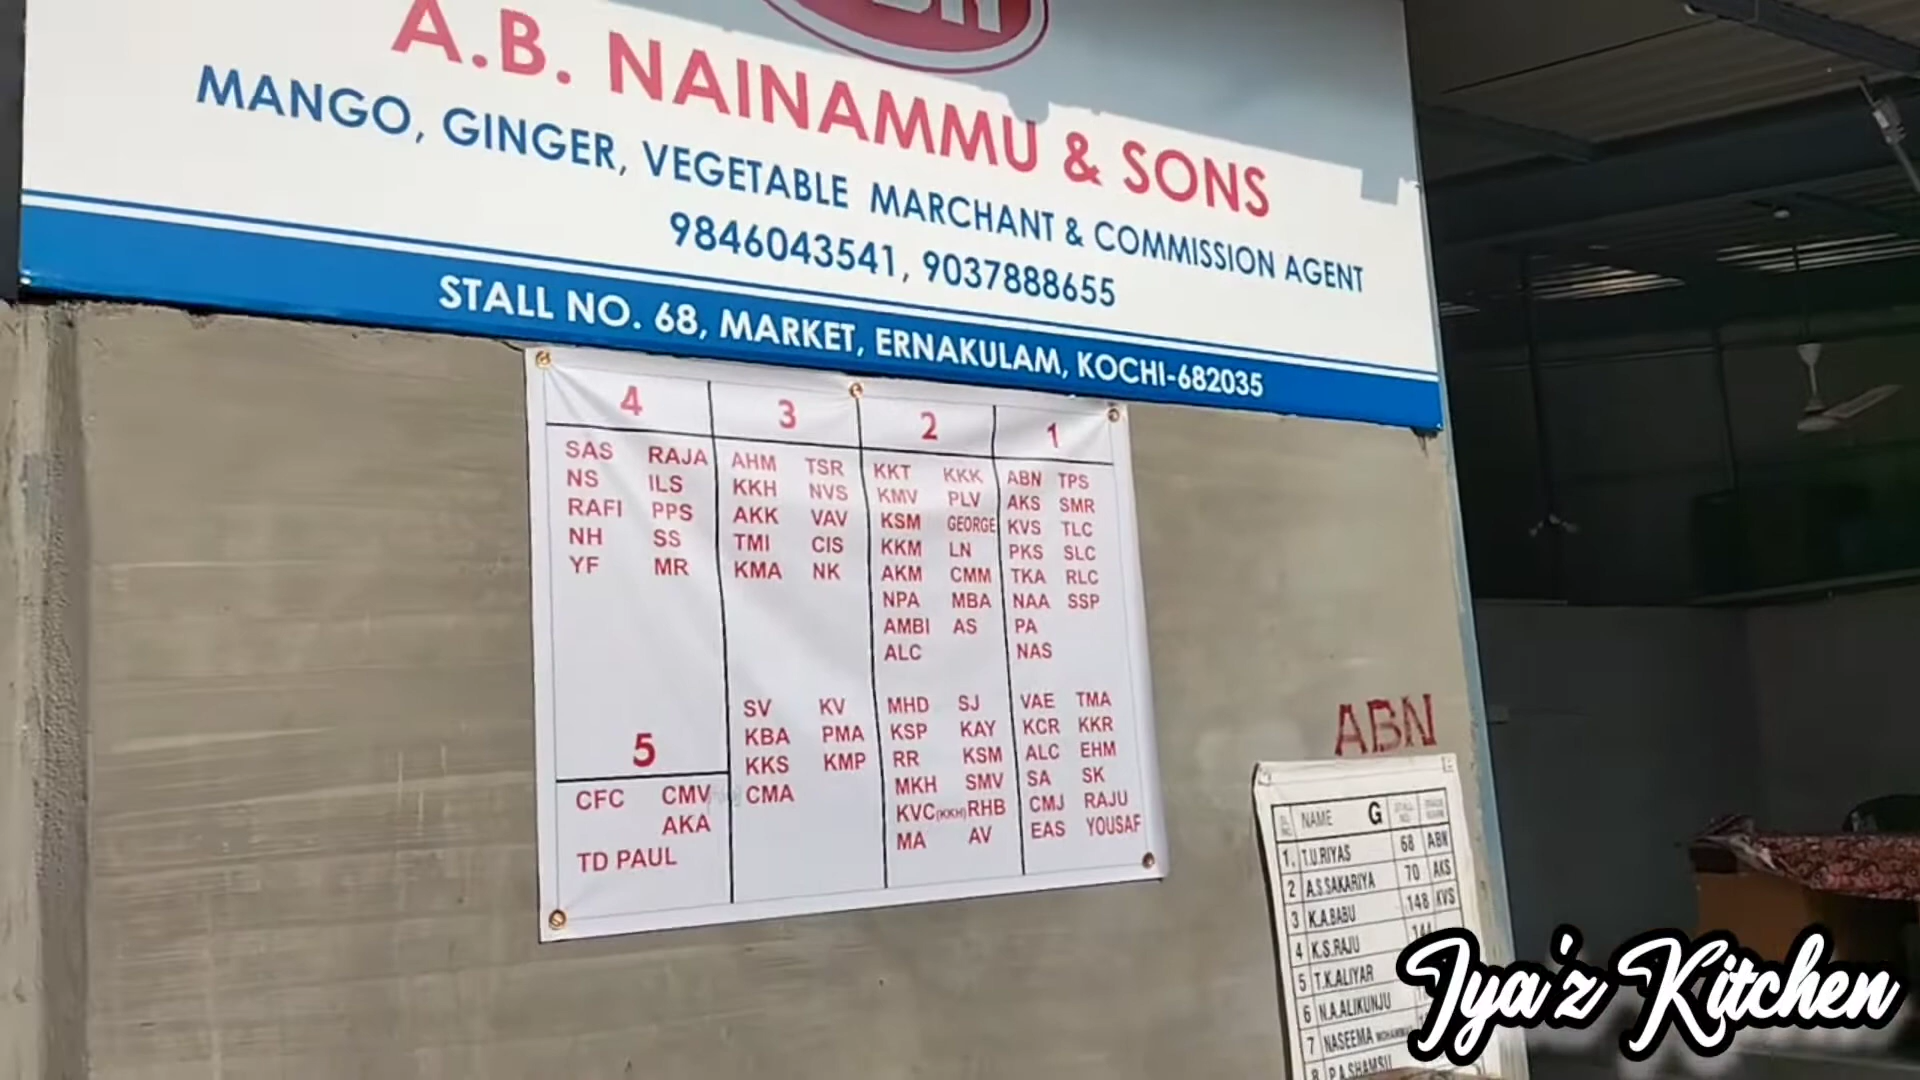 A.B. NAINAMMU & SONS
MANGO, GINGER, VEGETABLE MARCHANT & COMMISSION AGENT
9846043541, 9037888655
STALL NO. 68, MARKET, ERNAKULAM, KOCHI-682035
4
SAS RAJA
NS ILS
RAFI PPS
NH SS
YF MR
5
CFC CMV
AKA
TD PAUL
3
AHM TSR
KKH NVS
AKK VAV
TMI CIS
KMA NK
SV KV
KBA PMA
KKS KMP
CMA
2
KKT KKK
KMV PLV
KSM GEORGE
KKM LN
AKM CMM
NPA MBA
AMBI AS
ALC
MHD SJ
KSP KAY
RR KSM
MKH SMV
KVC(KKH) RHB
MA AV
1
ABN TPS
AKS SMR
KVS TLC
PKS SLC
TKA RLC
NAA SSP
PA
NAS
VAE TMA
KCR KKR
ALC EHM
SA SK
CMJ RAJU
EAS YOUSAF
ABN
NAME G
1. T.U.RIYAS 68 ABN
2 A.S.SAKARIYA 70 AKS
3 K.A.BABU 148 KVS
4 K.S.RAJU
5 T.K.ALIYAR
6 N.A.ALIKUNJU
7 NASEEMA
8 P.A.SHAMSU
Iya'z Kitchen